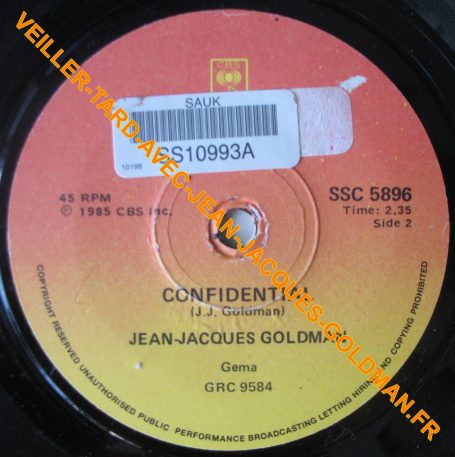 CBS
SAUK
SS10993A
10198
45 RPM
℗ 1985 CBS Inc.
SSC 5896
Time: 2.35
Side 2
CONFIDENTIEL
(J.J. Goldman)
JEAN-JACQUES GOLDMAN
Gema
GRC 9584
COPYRIGHT RESERVED UNAUTHORISED PUBLIC PERFORMANCE BROADCASTING LETTING HIRING AND COPYING PROHIBITED
VEILLER-TARD-AVEC-JEAN-JACQUES-GOLDMAN.FR